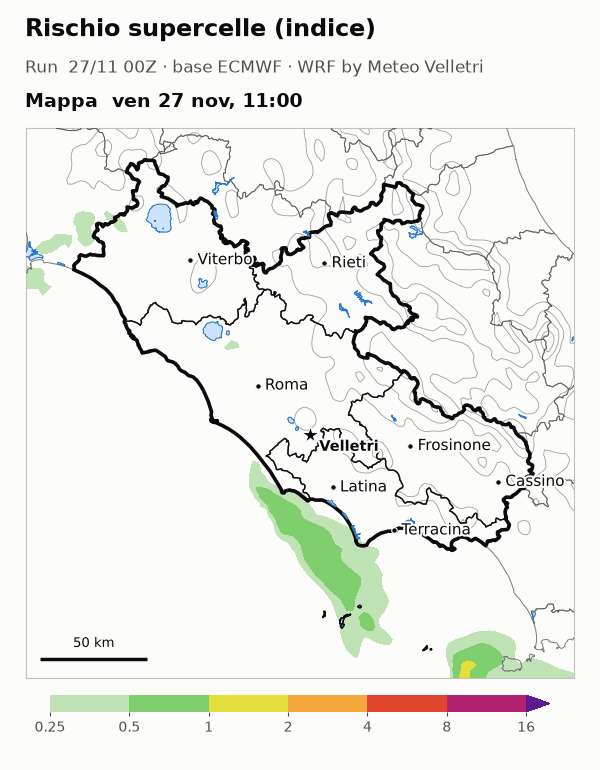 Rischio supercelle (indice)
Run  27/11 00Z · base ECMWF · WRF by Meteo Velletri
Mappa  ven 27 nov, 11:00
Viterbo
Rieti
Roma
Velletri
Frosinone
Cassino
Latina
Terracina
50 km
0.25 0.5 1 2 4 8 16